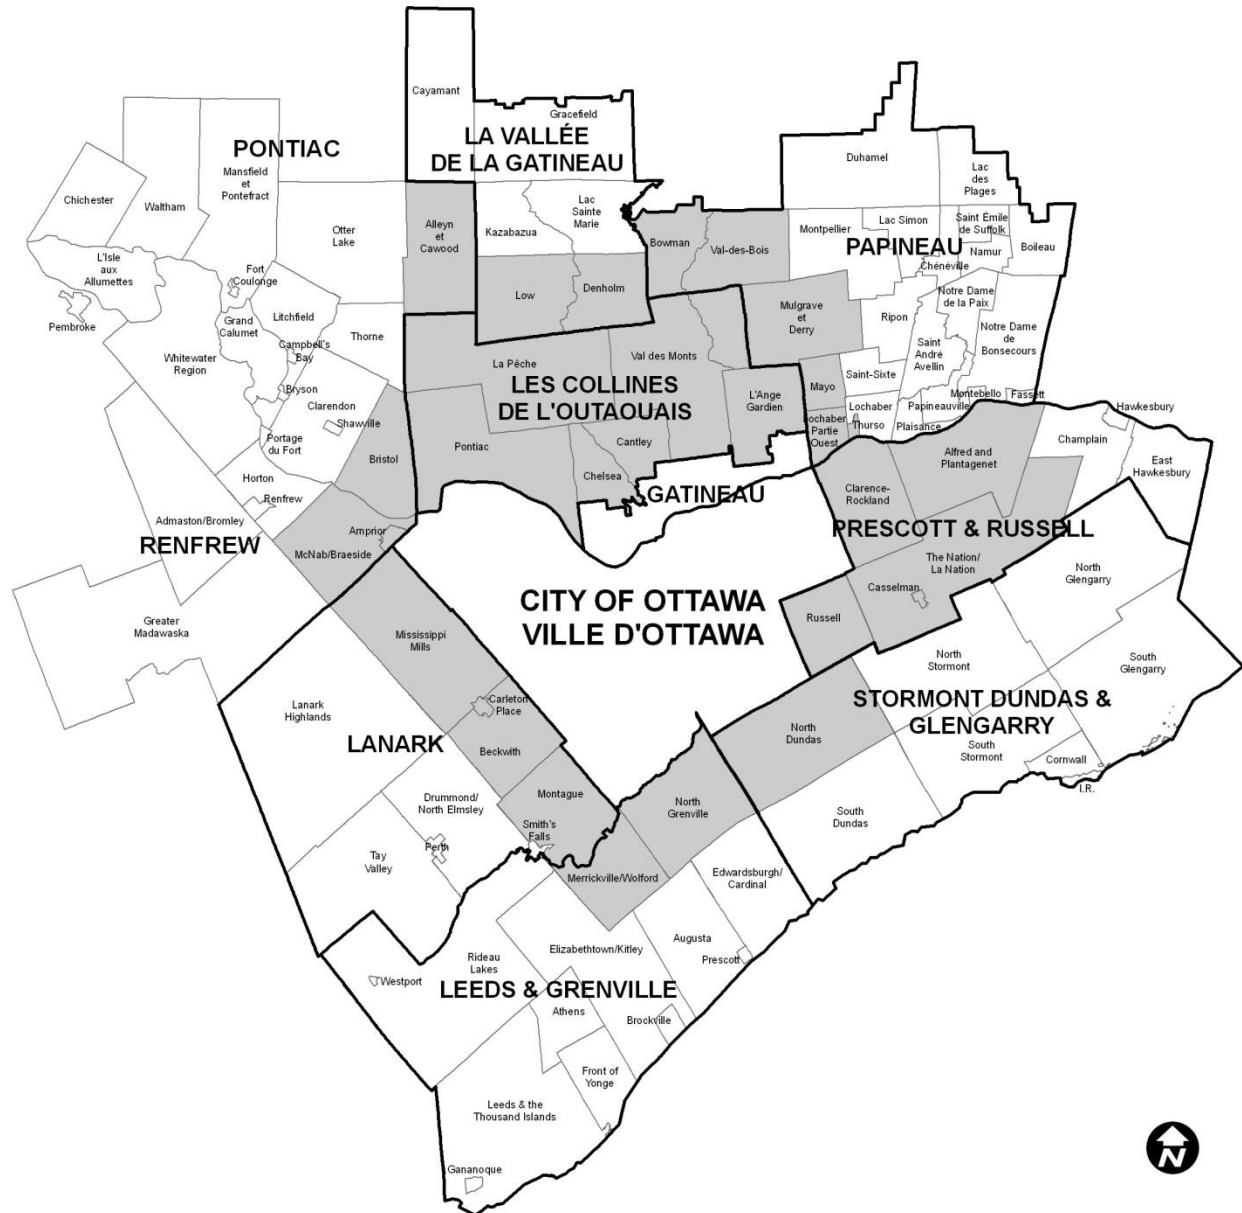 Cayamant
Gracefield
LA VALLÉE
DE LA GATINEAU
PONTIAC
Mansfield
et
Pontefract
Chichester
Waltham
Otter
Lake
Alleyn
et
Cawood
Kazabazua
Lac
Sainte
Marie
Low
Denholm
Bowman
Val-des-Bois
Duhamel
Lac
des
Plages
Montpellier
Lac Simon
Saint Émile
de Suffolk
PAPINEAU
Namur
Boileau
Chénéville
Notre Dame
de la Paix
Mulgrave
et
Derry
Ripon
Saint
André
Avellin
Notre Dame
de
Bonsecours
L'Isle
aux
Allumettes
Pembroke
Fort
Coulonge
Grand
Calumet
Litchfield
Campbell's
Bay
Thorne
Whitewater
Region
Bryson
Clarendon
Shawville
Portage
du Fort
Bristol
La Pêche
Val des Monts
LES COLLINES
DE L'OUTAOUAIS
L'Ange
Gardien
Pontiac
Cantley
Chelsea
GATINEAU
Mayo
Saint-Sixte
Lochaber
Partie
Ouest
Lochaber
Thurso
Papineauville
Plaisance
Montebello
Fassett
Hawkesbury
Champlain
East
Hawkesbury
Alfred and
Plantagenet
Clarence-
Rockland
PRESCOTT & RUSSELL
The Nation/
La Nation
Casselman
Russell
Horton
Renfrew
Admaston/Bromley
RENFREW
Arnprior
McNab/Braeside
Greater
Madawaska
CITY OF OTTAWA
VILLE D'OTTAWA
North
Glengarry
North
Stormont
South
Glengarry
STORMONT DUNDAS &
GLENGARRY
South
Stormont
Cornwall
I.R.
North
Dundas
South
Dundas
Mississippi
Mills
Lanark
Highlands
Carleton
Place
LANARK
Beckwith
Montague
Drummond/
North Elmsley
Smith's
Falls
Perth
Tay
Valley
North
Grenville
Merrickville/Wolford
Edwardsburgh/
Cardinal
Augusta
Prescott
Elizabethtown/Kitley
Rideau
Lakes
Westport
LEEDS & GRENVILLE
Athens
Brockville
Front of
Yonge
Leeds & the
Thousand Islands
Gananoque
N